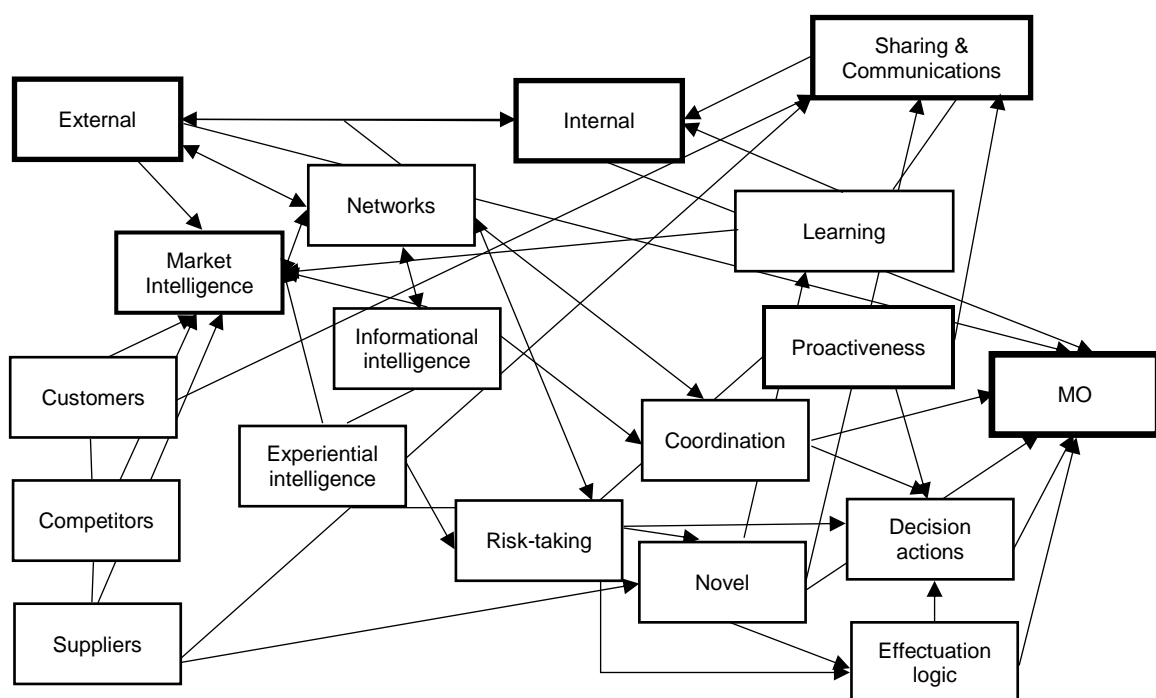 Sharing &
Communications
External
Internal
Networks
Learning
Market
Intelligence
Informational
intelligence
Proactiveness
Customers
MO
Coordination
Experiential
intelligence
Competitors
Risk-taking
Decision
actions
Novel
Suppliers
Effectuation
logic